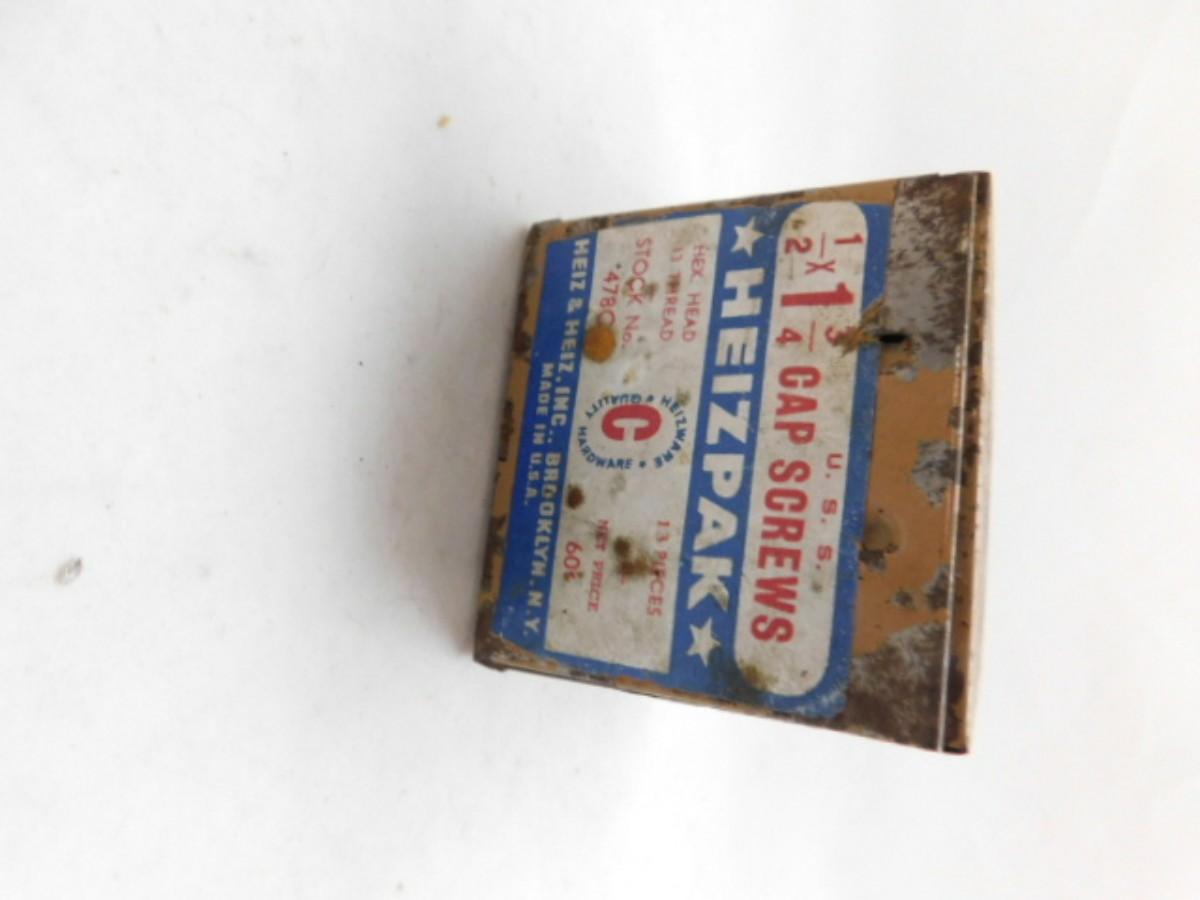 1/2 X 1 3/4 CAP SCREWS
U. S. S.
★ HEIZPAK ★
HEX. HEAD
13 THREAD
STOCK No.
HEIZWARE
QUALITY
HARDWARE
C
13 PIECES
NET PRICE
60¢
HEIZ & HEIZ, INC., BROOKLYN, N.Y.
MADE IN U.S.A.